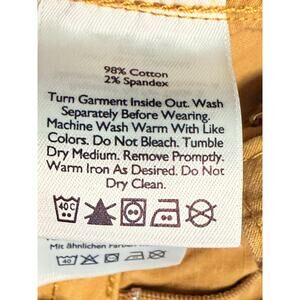 98% Cotton
2% Spandex
Turn Garment Inside Out. Wash
Separately Before Wearing.
Machine Wash Warm With Like
Colors. Do Not Bleach. Tumble
Dry Medium. Remove Promptly.
Warm Iron As Desired. Do Not
Dry Clean.
40C
Mit ähnlichen Farben
40